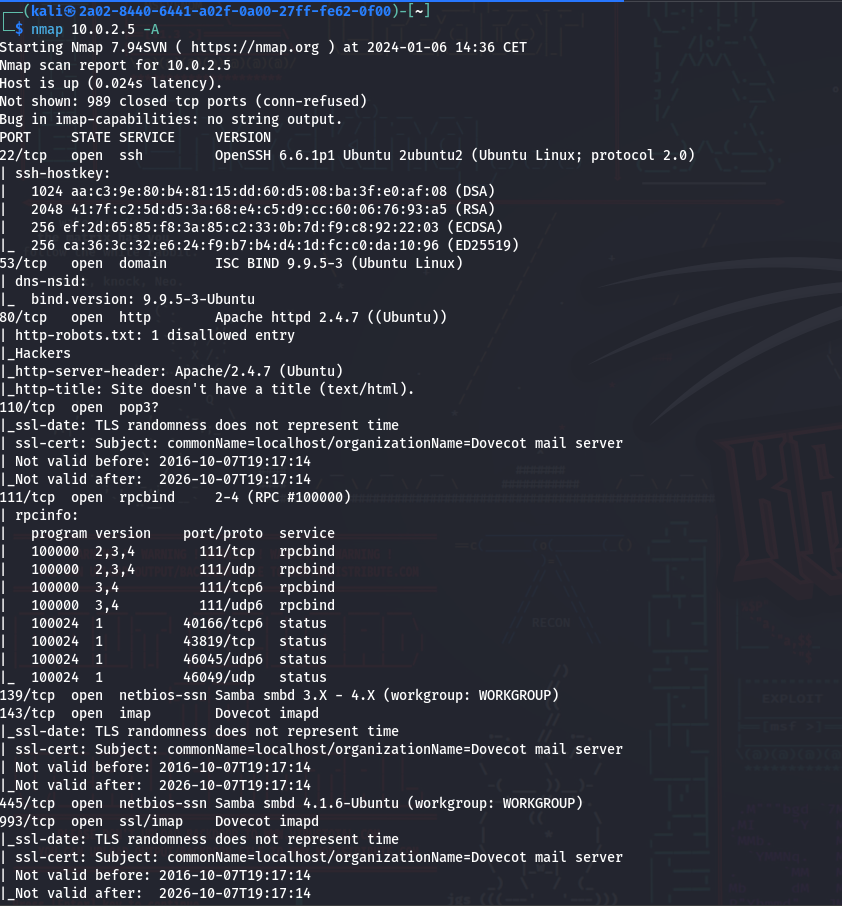 ┌──(kali㉿2a02-8440-6441-a02f-0a00-27ff-fe62-0f00)-[~]
└─$ nmap 10.0.2.5 -A
Starting Nmap 7.94SVN ( https://nmap.org ) at 2024-01-06 14:36 CET
Nmap scan report for 10.0.2.5
Host is up (0.024s latency).
Not shown: 989 closed tcp ports (conn-refused)
Bug in imap-capabilities: no string output.
PORT    STATE SERVICE     VERSION
22/tcp  open  ssh         OpenSSH 6.6.1p1 Ubuntu 2ubuntu2 (Ubuntu Linux; protocol 2.0)
| ssh-hostkey:
|   1024 aa:c3:9e:80:b4:81:15:dd:60:d5:08:ba:3f:e0:af:08 (DSA)
|   2048 41:7f:c2:5d:d5:3a:68:e4:c5:d9:cc:60:06:76:93:a5 (RSA)
|   256 ef:2d:65:85:f8:3a:85:c2:33:0b:7d:f9:c8:92:22:03 (ECDSA)
|_  256 ca:36:3c:32:e6:24:f9:b7:b4:d4:1d:fc:c0:da:10:96 (ED25519)
53/tcp  open  domain      ISC BIND 9.9.5-3 (Ubuntu Linux)
| dns-nsid:
|_  bind.version: 9.9.5-3-Ubuntu
80/tcp  open  http        Apache httpd 2.4.7 ((Ubuntu))
| http-robots.txt: 1 disallowed entry
|_Hackers
|_http-server-header: Apache/2.4.7 (Ubuntu)
|_http-title: Site doesn't have a title (text/html).
110/tcp open  pop3?
|_ssl-date: TLS randomness does not represent time
| ssl-cert: Subject: commonName=localhost/organizationName=Dovecot mail server
| Not valid before: 2016-10-07T19:17:14
|_Not valid after:  2026-10-07T19:17:14
111/tcp open  rpcbind     2-4 (RPC #100000)
| rpcinfo:
|   program version    port/proto  service
|   100000  2,3,4        111/tcp   rpcbind
|   100000  2,3,4        111/udp   rpcbind
|   100000  3,4          111/tcp6  rpcbind
|   100000  3,4          111/udp6  rpcbind
|   100024  1          40166/tcp6  status
|   100024  1          43819/tcp   status
|   100024  1          46045/udp6  status
|_  100024  1          46049/udp   status
139/tcp open  netbios-ssn Samba smbd 3.X - 4.X (workgroup: WORKGROUP)
143/tcp open  imap        Dovecot imapd
|_ssl-date: TLS randomness does not represent time
| ssl-cert: Subject: commonName=localhost/organizationName=Dovecot mail server
| Not valid before: 2016-10-07T19:17:14
|_Not valid after:  2026-10-07T19:17:14
445/tcp open  netbios-ssn Samba smbd 4.1.6-Ubuntu (workgroup: WORKGROUP)
993/tcp open  ssl/imap    Dovecot imapd
|_ssl-date: TLS randomness does not represent time
| ssl-cert: Subject: commonName=localhost/organizationName=Dovecot mail server
| Not valid before: 2016-10-07T19:17:14
|_Not valid after:  2026-10-07T19:17:14
RECON
EXPLOIT